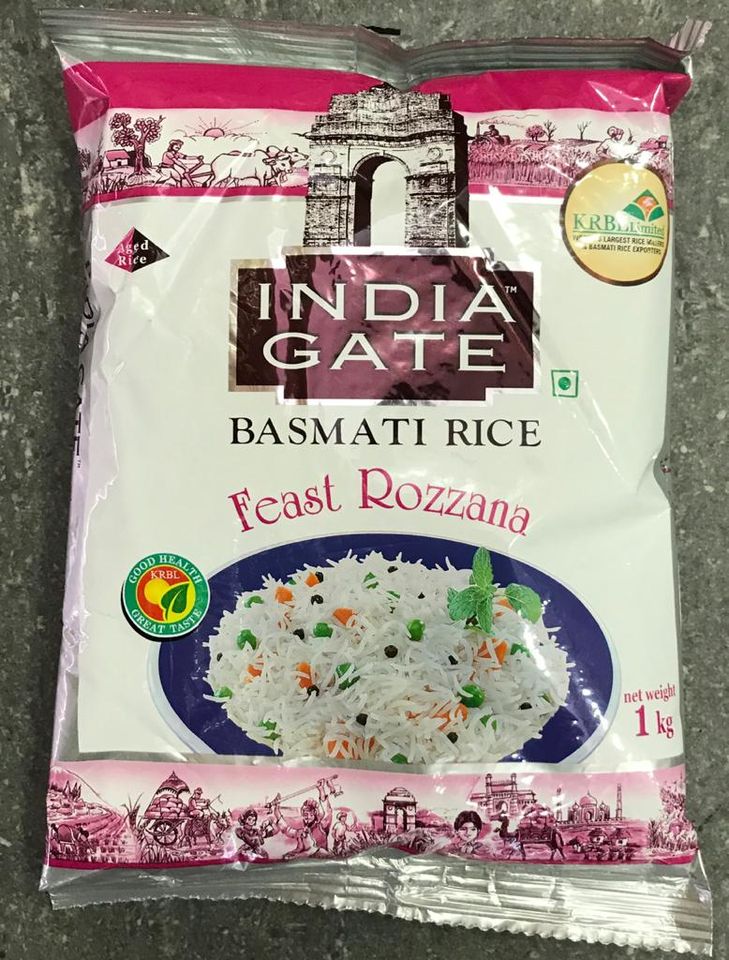 Aged
Rice
KRBL Limited
LARGEST RICE MILLERS
& BASMATI RICE EXPORTERS
INDIA™
GATE
BASMATI RICE
Feast Rozzana
GOOD HEALTH
KRBL
GREAT TASTE
net weight
1 kg